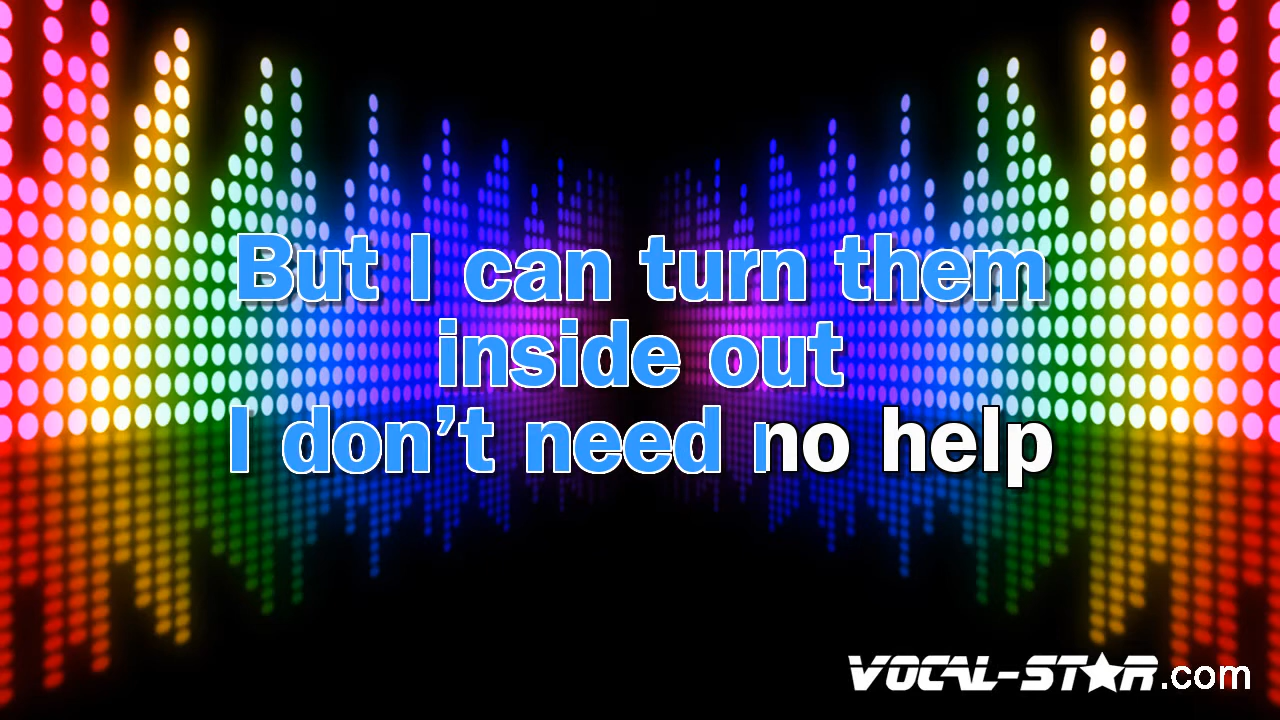 But I can turn them
inside out
I don't need no help
VOCAL-STAR.com